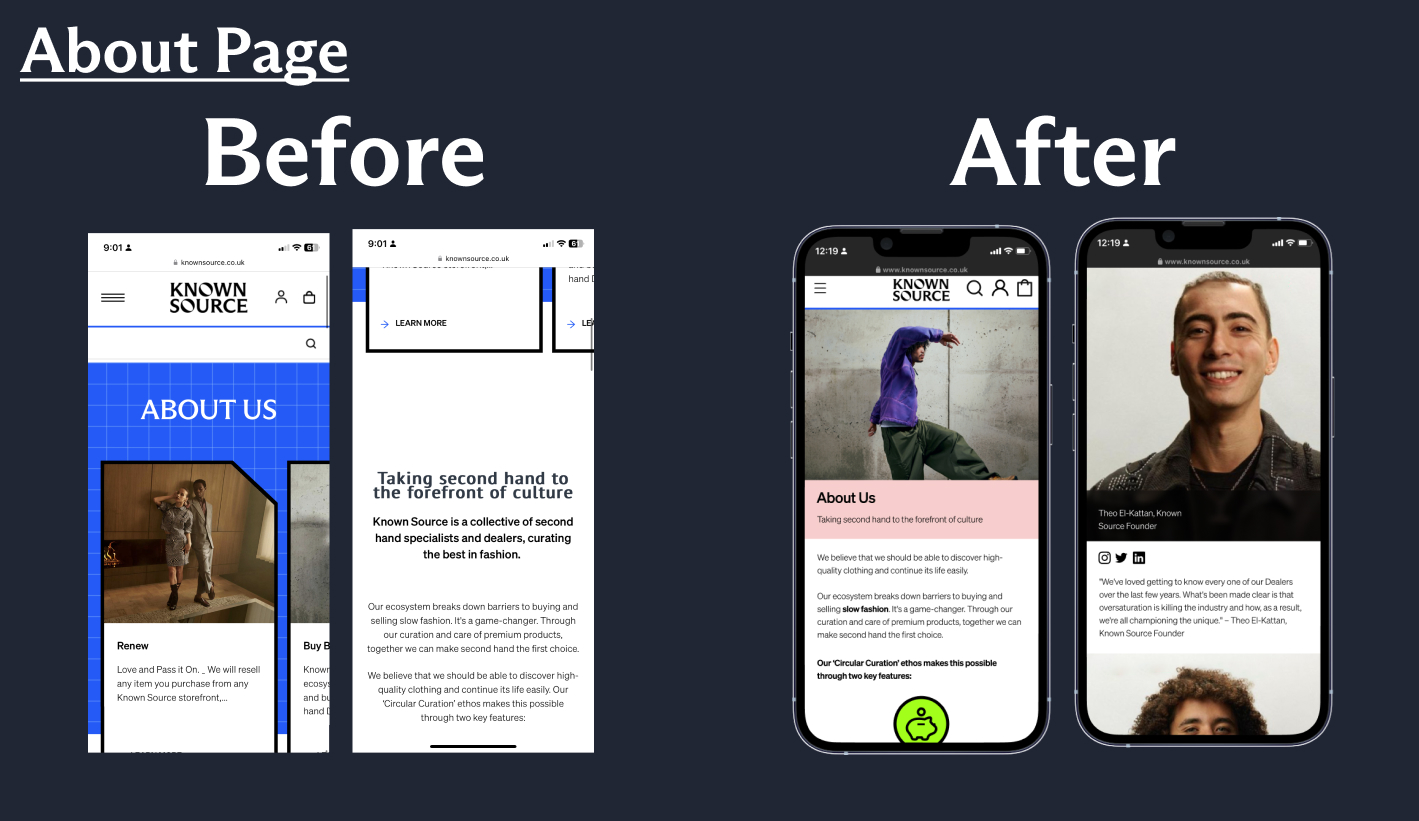 About Page
Before
After
9:01
6
knownsource.co.uk
KNOWN
SOURCE
ABOUT US
Renew
Love and Pass it On. _ We will resell
any item you purchase from any
Known Source storefront,...
Buy B
Known
ecosys
and bu
hand D
9:01
6
knownsource.co.uk
hand D
LEARN MORE
LEA
Taking second hand to
the forefront of culture
Known Source is a collective of second
hand specialists and dealers, curating
the best in fashion.
Our ecosystem breaks down barriers to buying and
selling slow fashion. It's a game-changer. Through
our curation and care of premium products,
together we can make second hand the first choice.
We believe that we should be able to discover high-
quality clothing and continue its life easily. Our
'Circular Curation' ethos makes this possible
through two key features:
12:19
www.knownsource.co.uk
KNOWN
SOURCE
About Us
Taking second hand to the forefront of culture
We believe that we should be able to discover high-
quality clothing and continue its life easily.
Our ecosystem breaks down barriers to buying and
selling slow fashion. It's a game-changer. Through our
curation and care of premium products, together we can
make second hand the first choice.
Our 'Circular Curation' ethos makes this possible
through two key features:
12:19
www.knownsource.co.uk
Theo El-Kattan, Known
Source Founder
"We've loved getting to know every one of our Dealers
over the last few years. What's been made clear is that
oversaturation is killing the industry and how, as a result,
we're all championing the unique." – Theo El-Kattan,
Known Source Founder